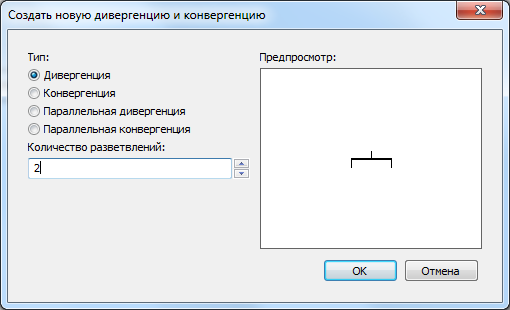 Создать новую дивергенцию и конвергенцию
Тип:
Дивергенция
Конвергенция
Параллельная дивергенция
Параллельная конвергенция
Количество разветвлений:
2
Предпросмотр:
OK
Отмена